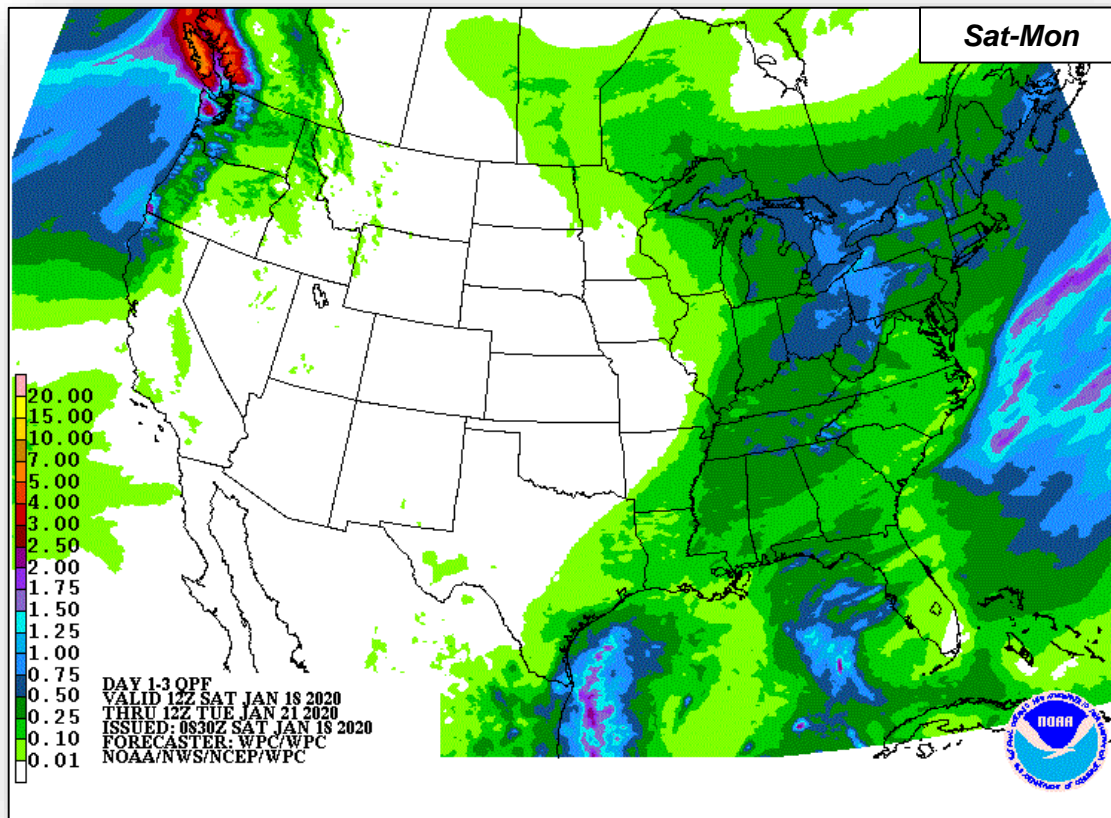 Sat-Mon
20.00
15.00
10.00
7.00
5.00
4.00
3.00
2.50
2.00
1.75
1.50
1.25
1.00
0.75
0.50
0.25
0.10
0.01
DAY 1-3 QPF
VALID 12Z SAT JAN 18 2020
THRU 12Z TUE JAN 21 2020
ISSUED: 0830Z SAT JAN 18 2020
FORECASTER: WPC/WPC
NOAA/NWS/NCEP/WPC
NOAA